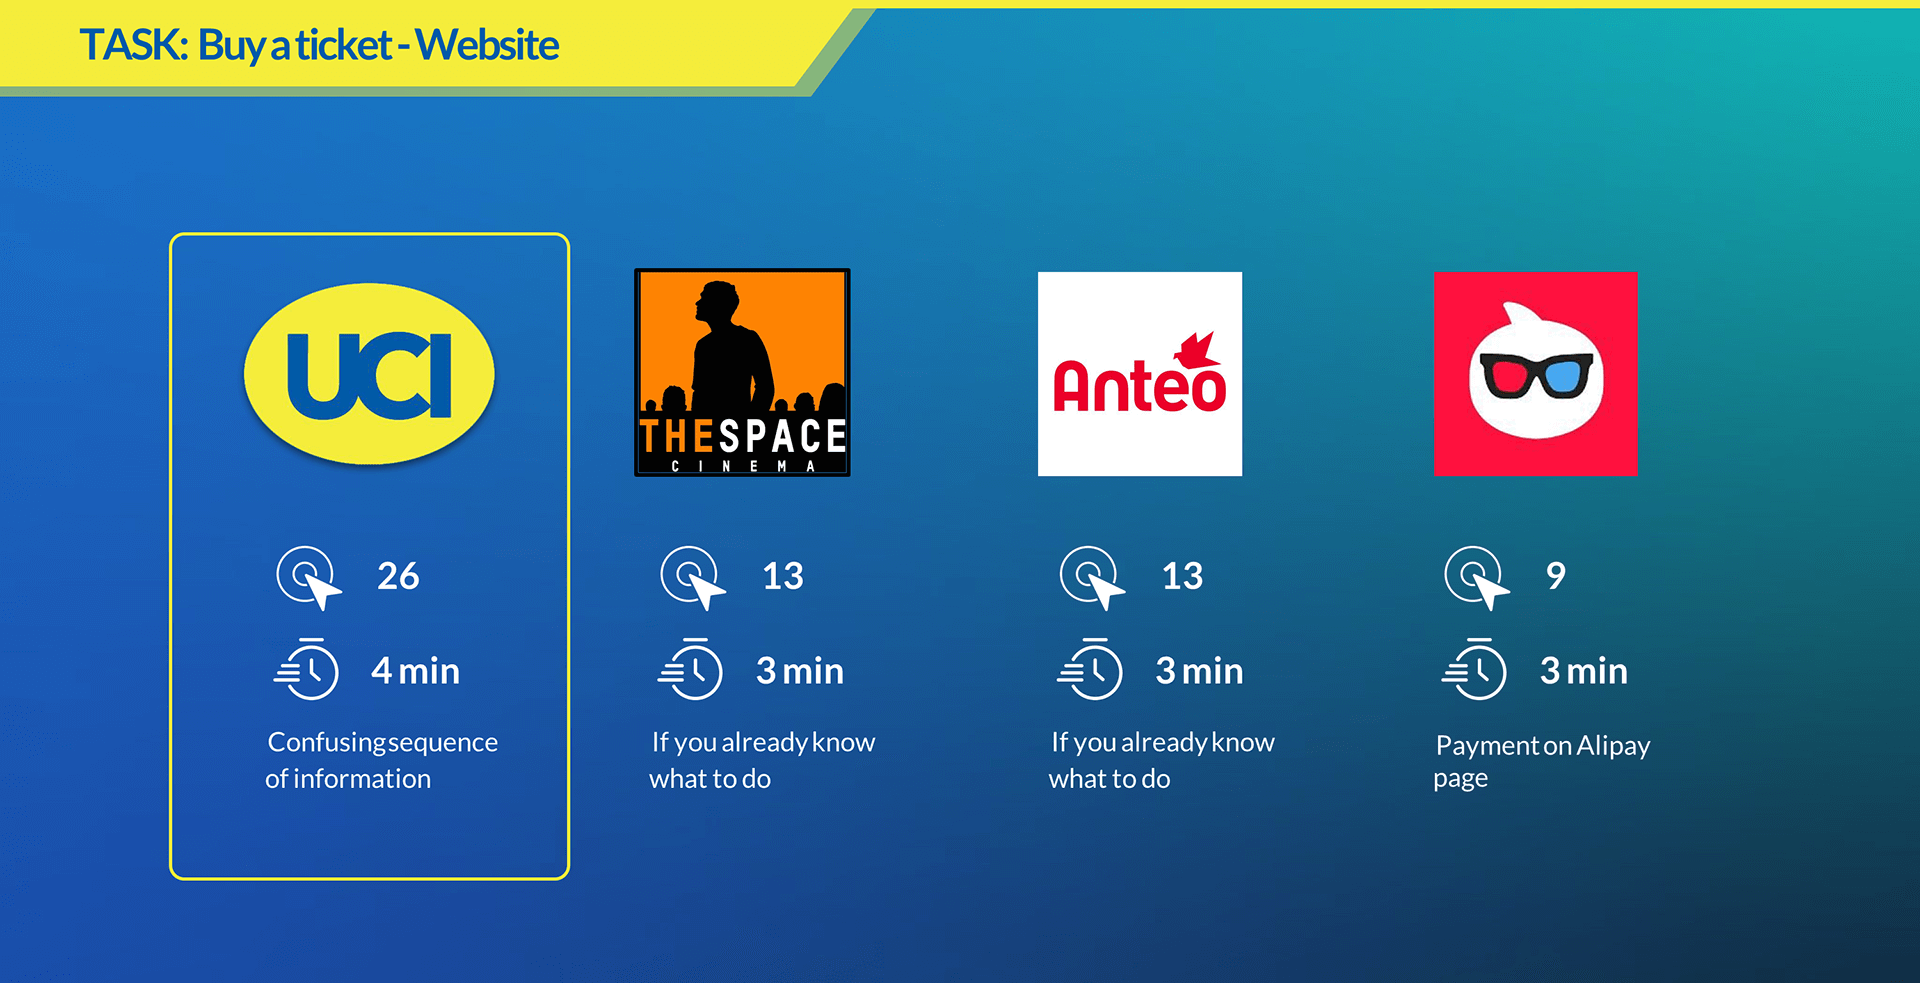 TASK: Buy a ticket - Website
UCI
THESPACE
CINEMA
Anteo
26
13
13
9
4 min
3 min
3 min
3 min
Confusing sequence
of information
If you already know
what to do
If you already know
what to do
Payment on Alipay
page